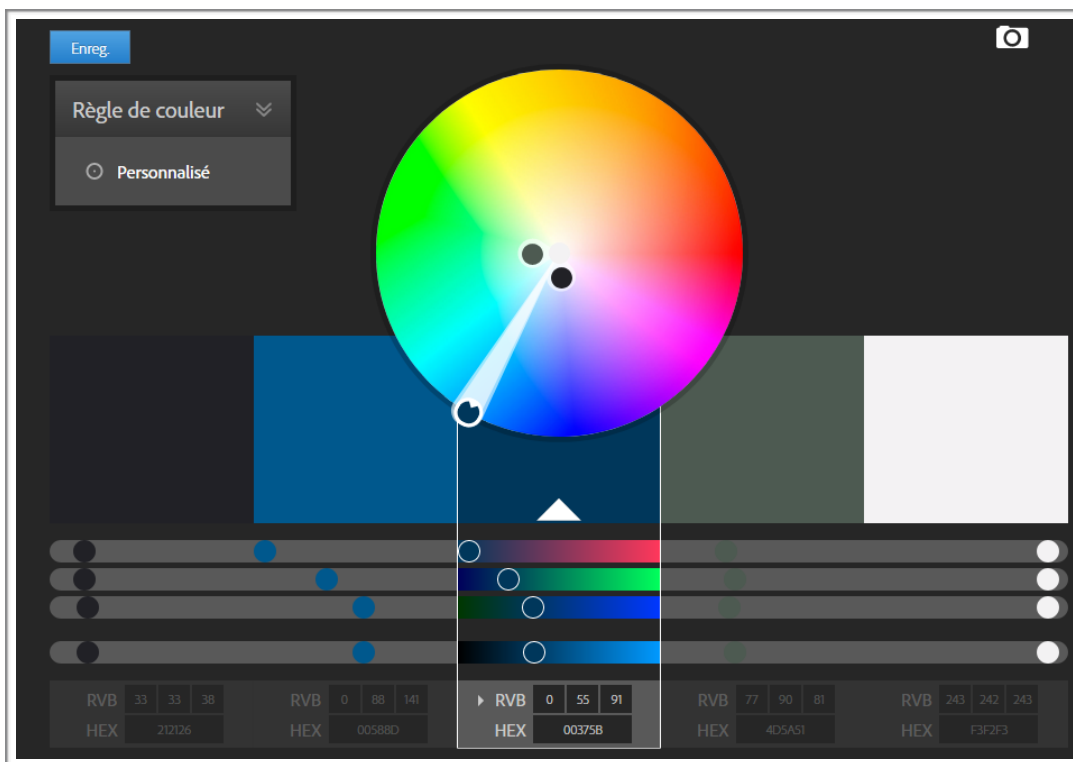 Enreg.
Règle de couleur
Personnalisé
RVB 33 33 38 RVB 0 88 141 RVB 0 55 91 RVB 77 90 81 RVB 243 242 243
HEX 212126 HEX 00588D HEX 00375B HEX 4D5A51 HEX F3F2F3